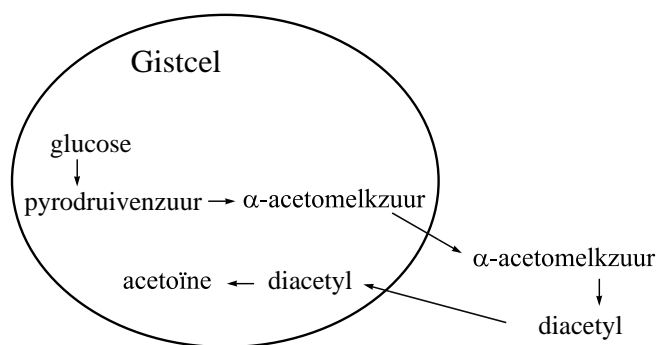 Gistcel
glucose
pyrodruivenzuur
α-acetomelkzuur
α-acetomelkzuur
acetoïne
diacetyl
diacetyl